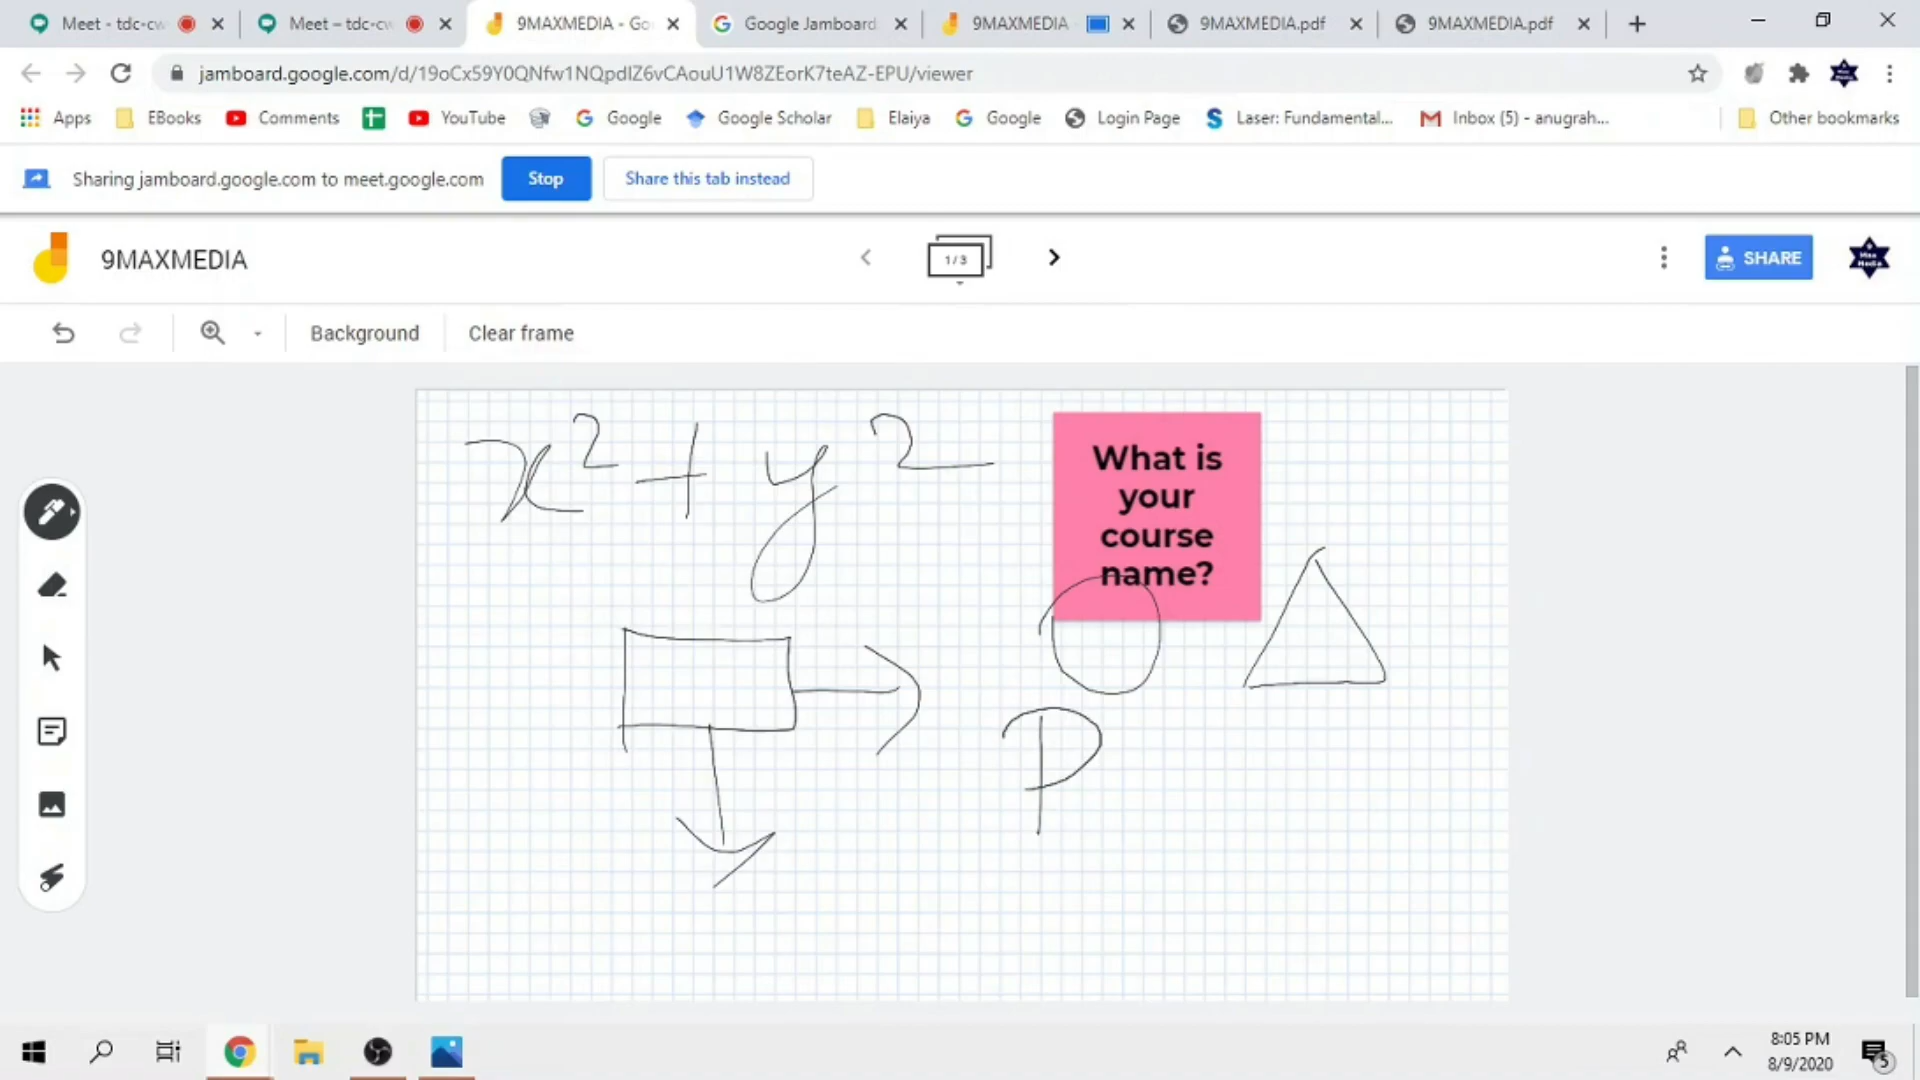 Meet - tdc-cw
Meet – tdc-cw
9MAXMEDIA - Go
Google Jamboard
9MAXMEDIA
9MAXMEDIA.pdf
9MAXMEDIA.pdf
jamboard.google.com/d/19oCx59Y0QNfw1NQpdIZ6vCAouU1W8ZEorK7teAZ-EPU/viewer
Apps
EBooks
Comments
YouTube
Google
Google Scholar
Elaiya
Google
Login Page
Laser: Fundamental...
Inbox (5) - anugrah...
Other bookmarks
Sharing jamboard.google.com to meet.google.com
Stop
Share this tab instead
9MAXMEDIA
1/3
SHARE
Background
Clear frame
x² + y²
What is
your
course
name?
P
8:05 PM
8/9/2020
5